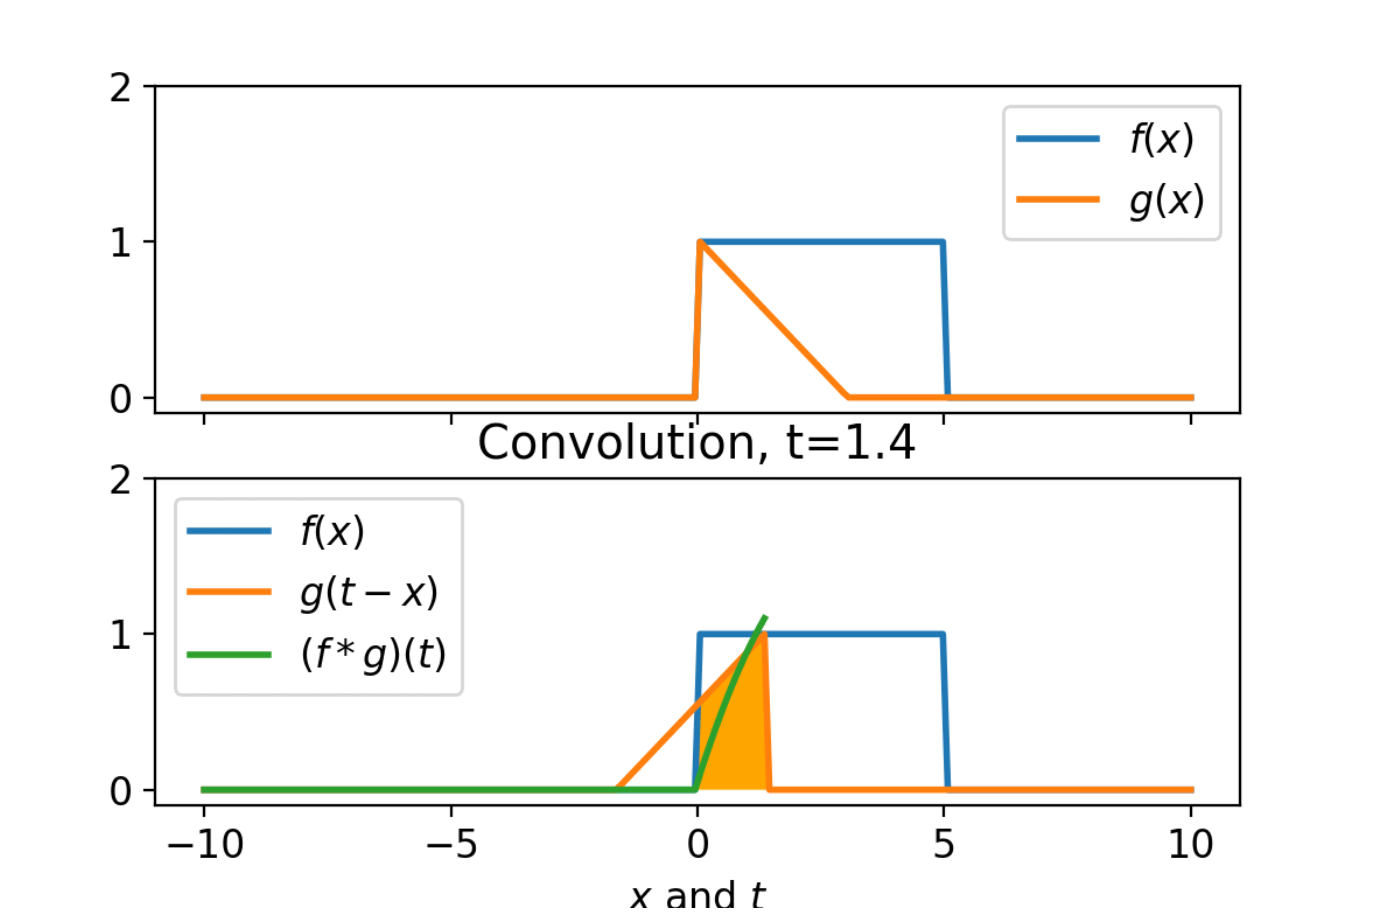 2
f(x)
g(x)
1
0
Convolution, t=1.4
2
f(x)
g(t − x)
(f * g)(t)
1
0
−10 −5 0 5 10
x and t